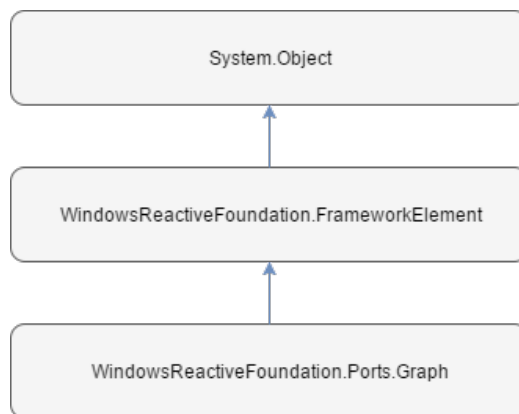 System.Object
WindowsReactiveFoundation.FrameworkElement
WindowsReactiveFoundation.Ports.Graph